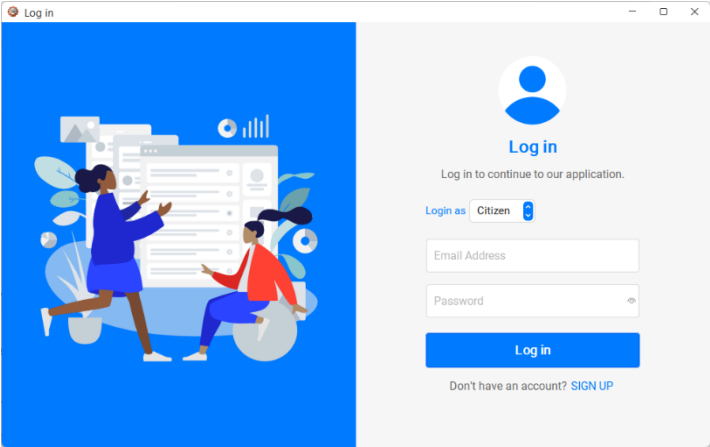 Log in
Log in
Log in to continue to our application.
Login as Citizen
Email Address
Password
Log in
Don't have an account? SIGN UP